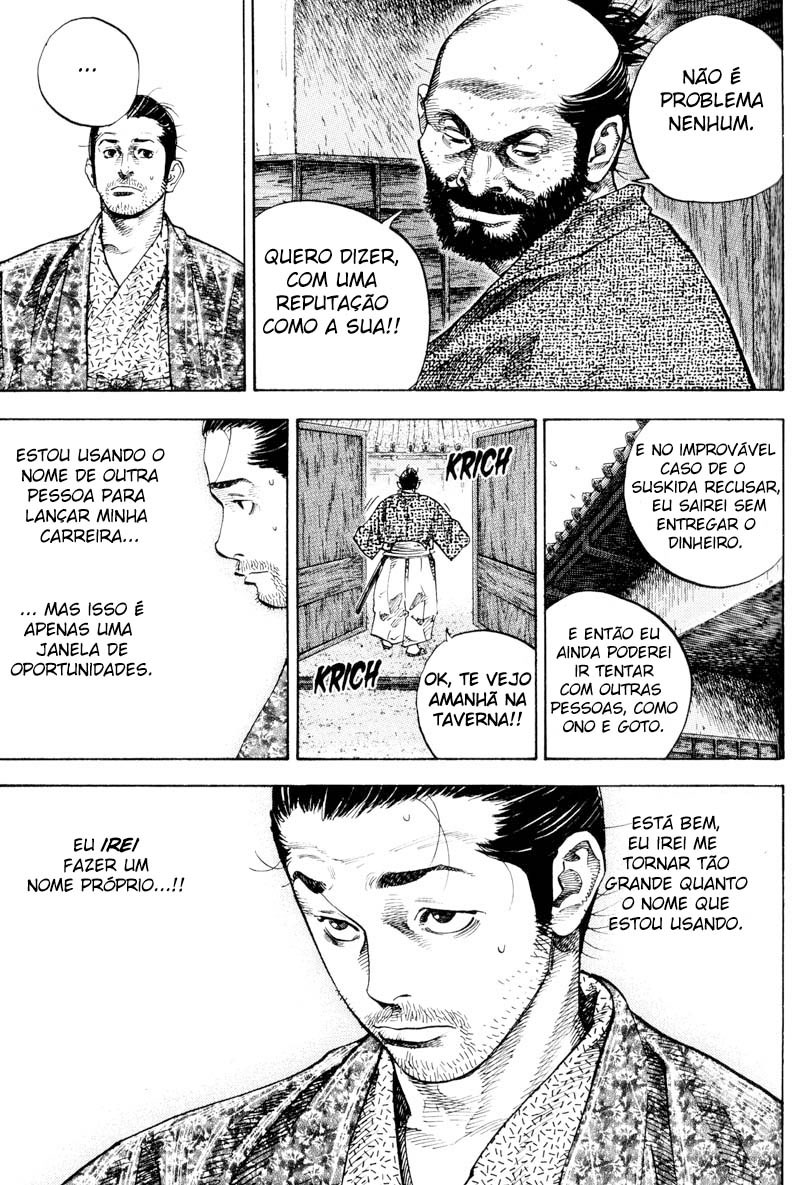 NÃO É
PROBLEMA
NENHUM.
QUERO DIZER,
COM UMA
REPUTAÇÃO
COMO A SUA!!
...
E NO IMPROVÁVEL
CASO DE O
SUSKIDA RECUSAR,
EU SAIREI SEM
ENTREGAR O
DINHEIRO.
E ENTÃO EU
AINDA PODEREI
IR TENTAR
COM OUTRAS
PESSOAS, COMO
ONO E GOTO.
KRICH
KRICH
OK, TE VEJO
AMANHÃ NA
TAVERNA!!
ESTOU USANDO O
NOME DE OUTRA
PESSOA PARA
LANÇAR MINHA
CARREIRA...
... MAS ISSO É
APENAS UMA
JANELA DE
OPORTUNIDADES.
ESTÁ BEM,
EU IREI ME
TORNAR TÃO
GRANDE QUANTO
O NOME QUE
ESTOU USANDO.
EU IREI
FAZER UM
NOME PRÓPRIO...!!